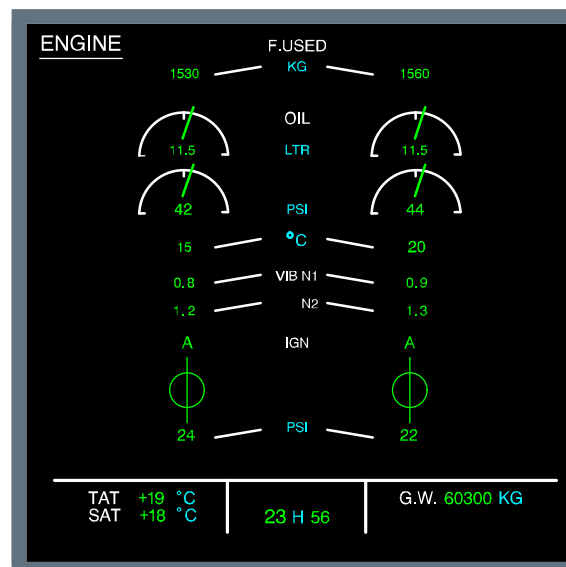 ENGINE
F.USED
1530 KG 1560
OIL
11.5 LTR 11.5
42 PSI 44
15 °C 20
0.8 VIB N1 0.9
1.2 N2 1.3
A IGN A
24 PSI 22
TAT +19 °C
SAT +18 °C
23 H 56
G.W. 60300 KG